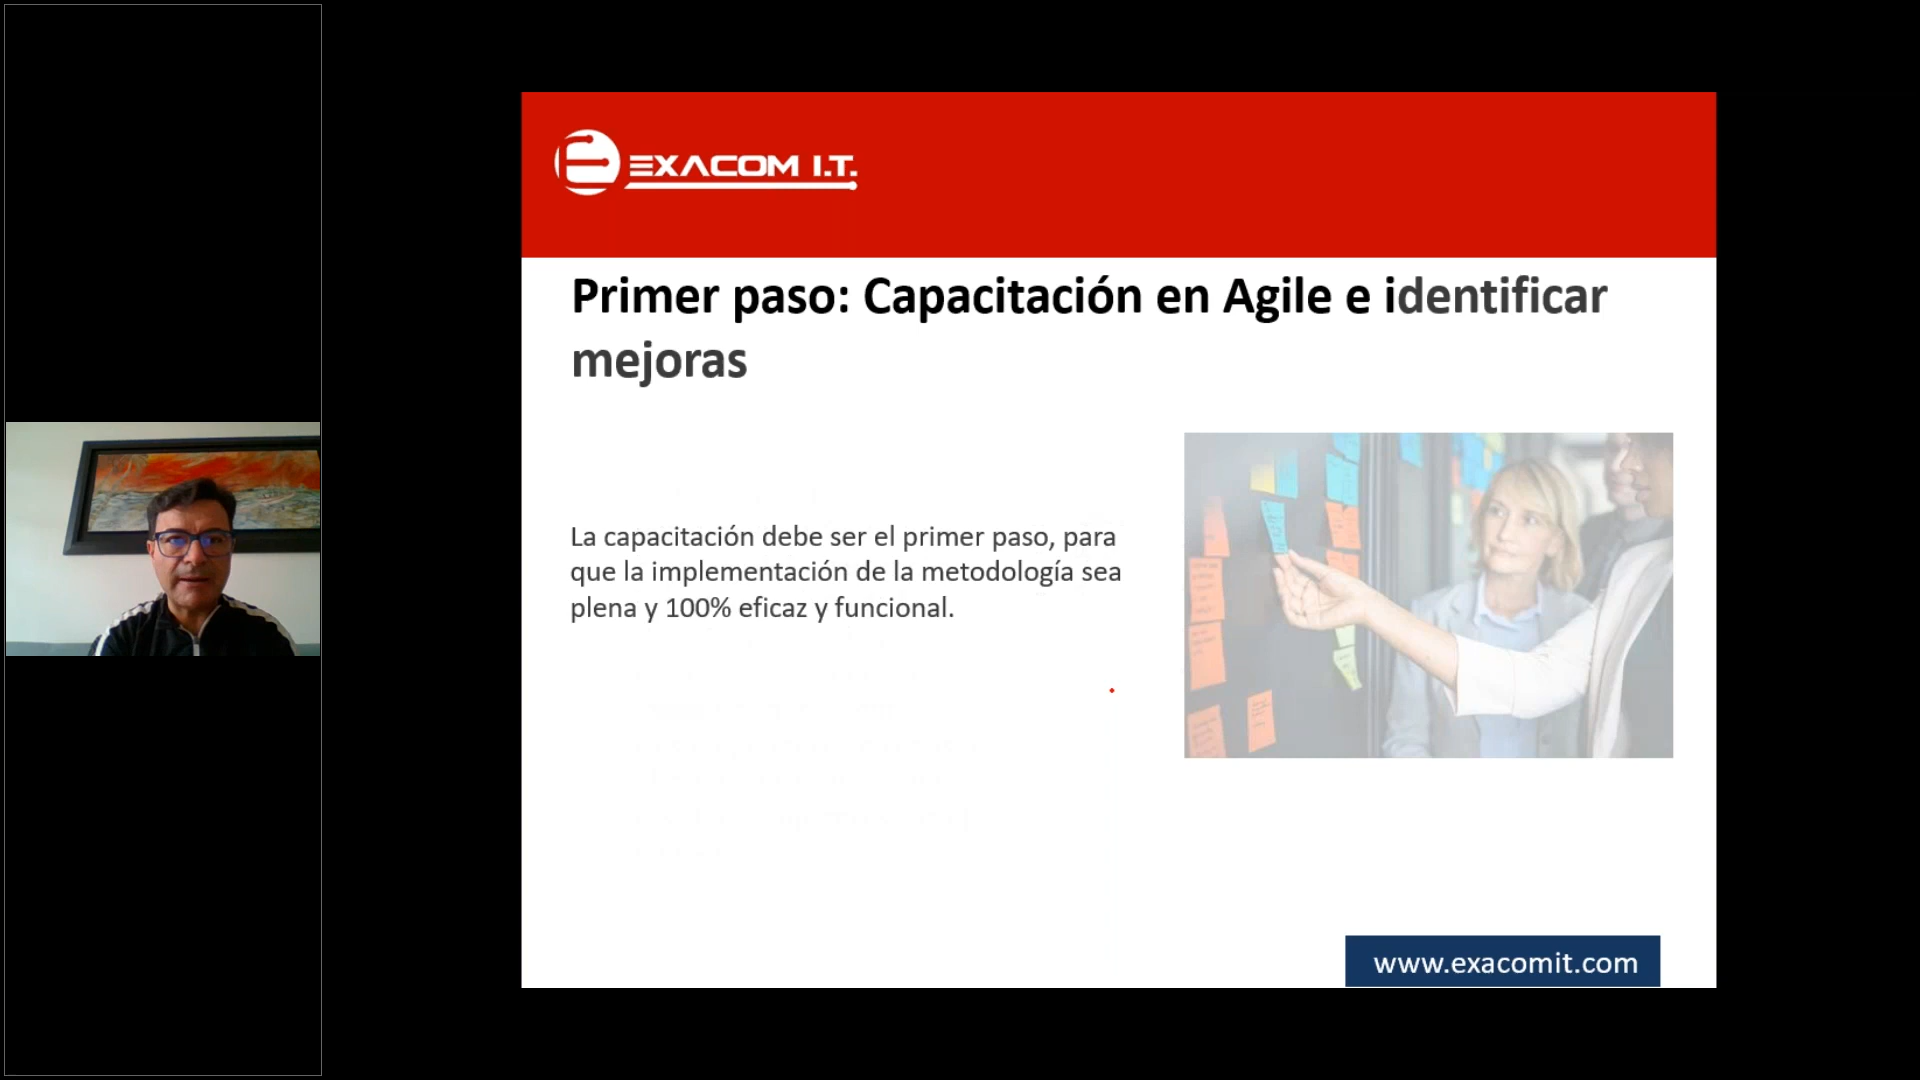 EXACOM I.T.
Primer paso: Capacitación en Agile e identificar
mejoras
La capacitación debe ser el primer paso, para
que la implementación de la metodología sea
plena y 100% eficaz y funcional.
www.exacomit.com